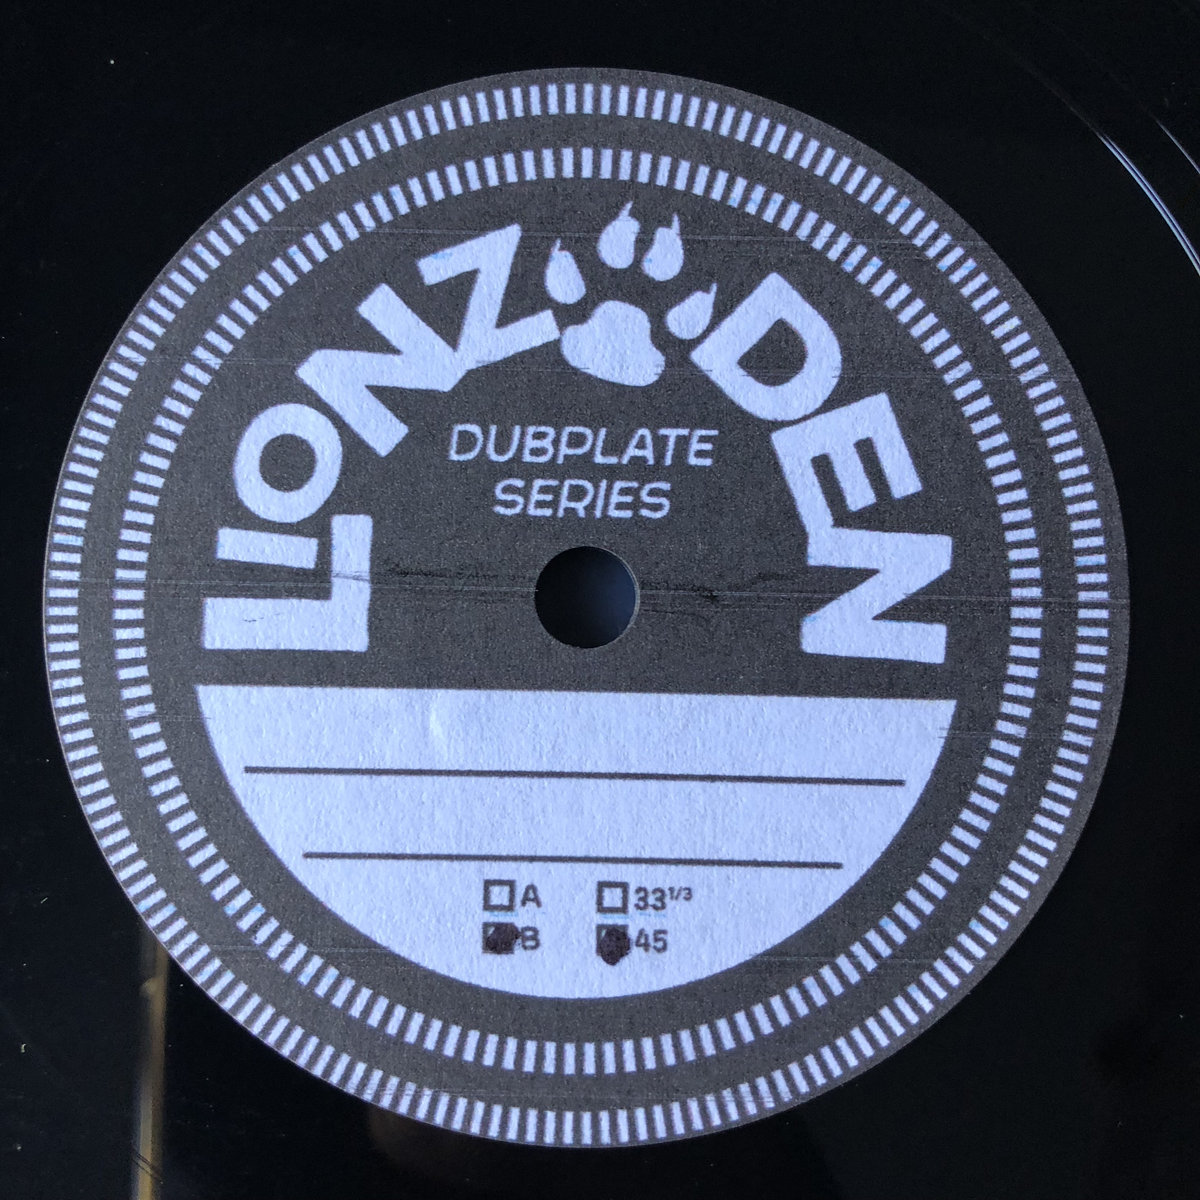 LIONZ DEN
DUBPLATE
SERIES
A 33 1/3
B 45